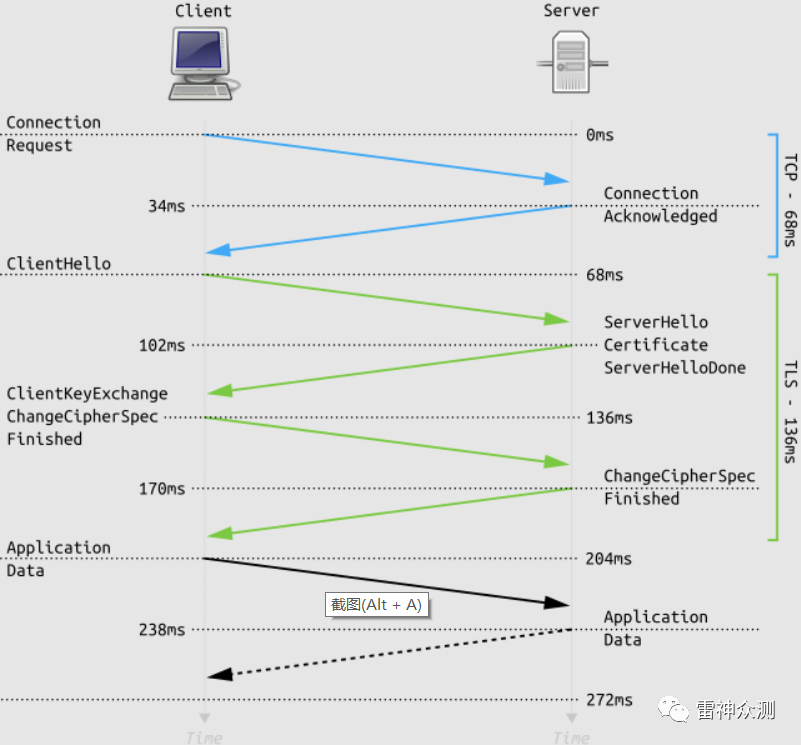 Client
Server
Connection
Request
0ms
34ms
Connection
Acknowledged
TCP - 68ms
ClientHello
68ms
ServerHello
102ms
Certificate
ServerHelloDone
TLS - 136ms
ClientKeyExchange
ChangeCipherSpec
Finished
136ms
ChangeCipherSpec
170ms
Finished
Application
Data
204ms
截图(Alt + A)
Application
238ms
Data
272ms
雷神众测
Time
Time